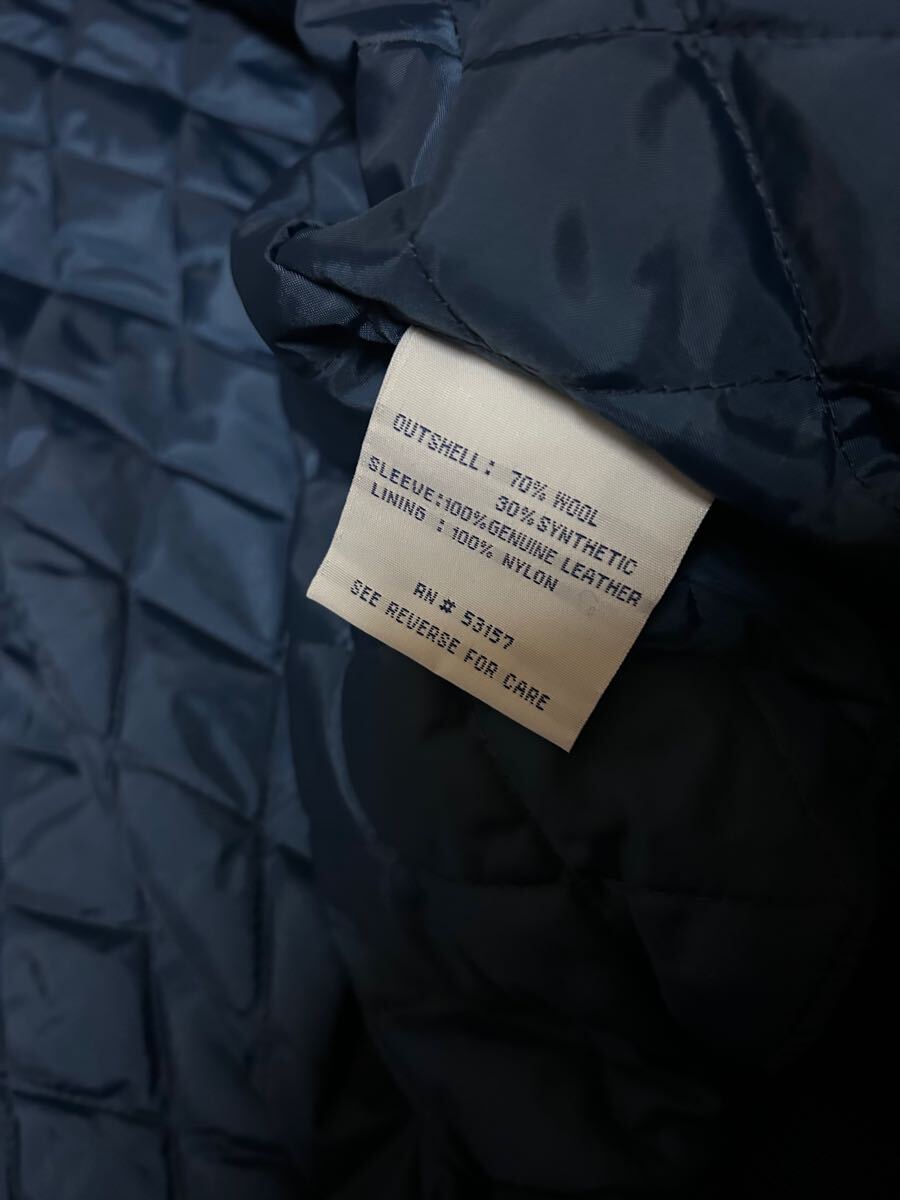 OUTSHELL: 70% WOOL
30%SYNTHETIC
SLEEVE:100%GENUINE LEATHER
LINING :100% NYLON
RN# 53157
SEE REVERSE FOR CARE